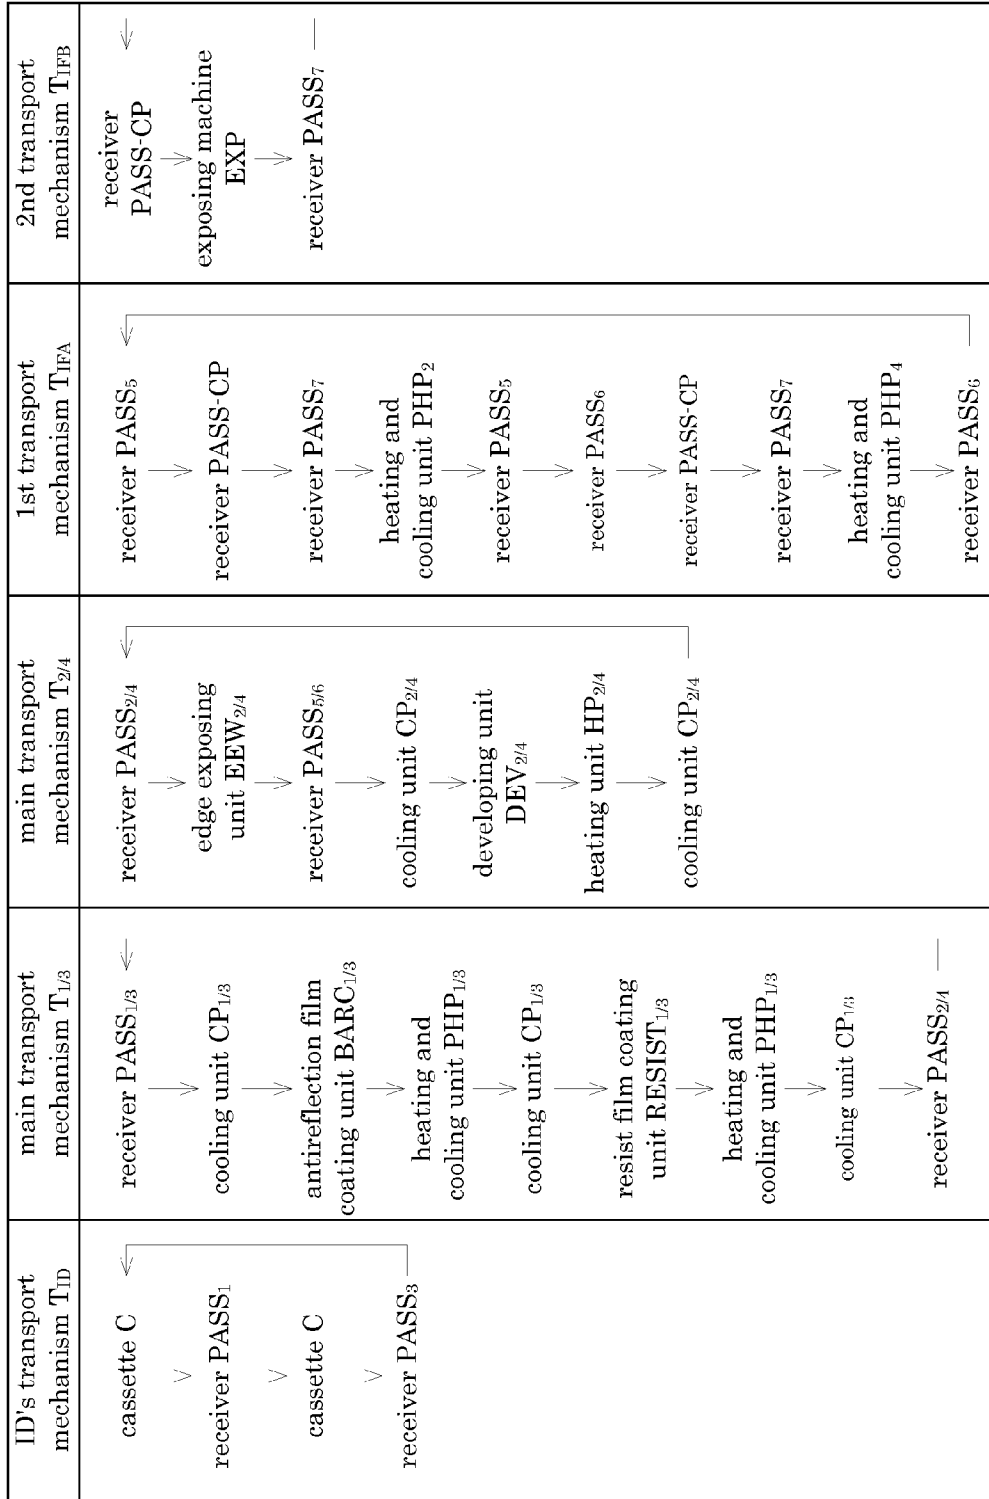 ID's transport
mechanism T_ID
cassette C
receiver PASS₁
cassette C
receiver PASS₃
main transport
mechanism T₁/₃
receiver PASS₁/₃
cooling unit CP₁/₃
antireflection film
coating unit BARC₁/₃
heating and
cooling unit PHP₁/₃
cooling unit CP₁/₃
resist film coating
unit RESIST₁/₃
heating and
cooling unit PHP₁/₃
cooling unit CP₁/₃
receiver PASS₂/₄
main transport
mechanism T₂/₄
receiver PASS₂/₄
edge exposing
unit EEW₂/₄
receiver PASS₅/₆
cooling unit CP₂/₄
developing unit
DEV₂/₄
heating unit HP₂/₄
cooling unit CP₂/₄
1st transport
mechanism T_IFA
receiver PASS₅
receiver PASS-CP
receiver PASS₇
heating and
cooling unit PHP₂
receiver PASS₅
receiver PASS₆
receiver PASS-CP
receiver PASS₇
heating and
cooling unit PHP₄
receiver PASS₆
2nd transport
mechanism T_IFB
receiver
PASS-CP
exposing machine
EXP
receiver PASS₇